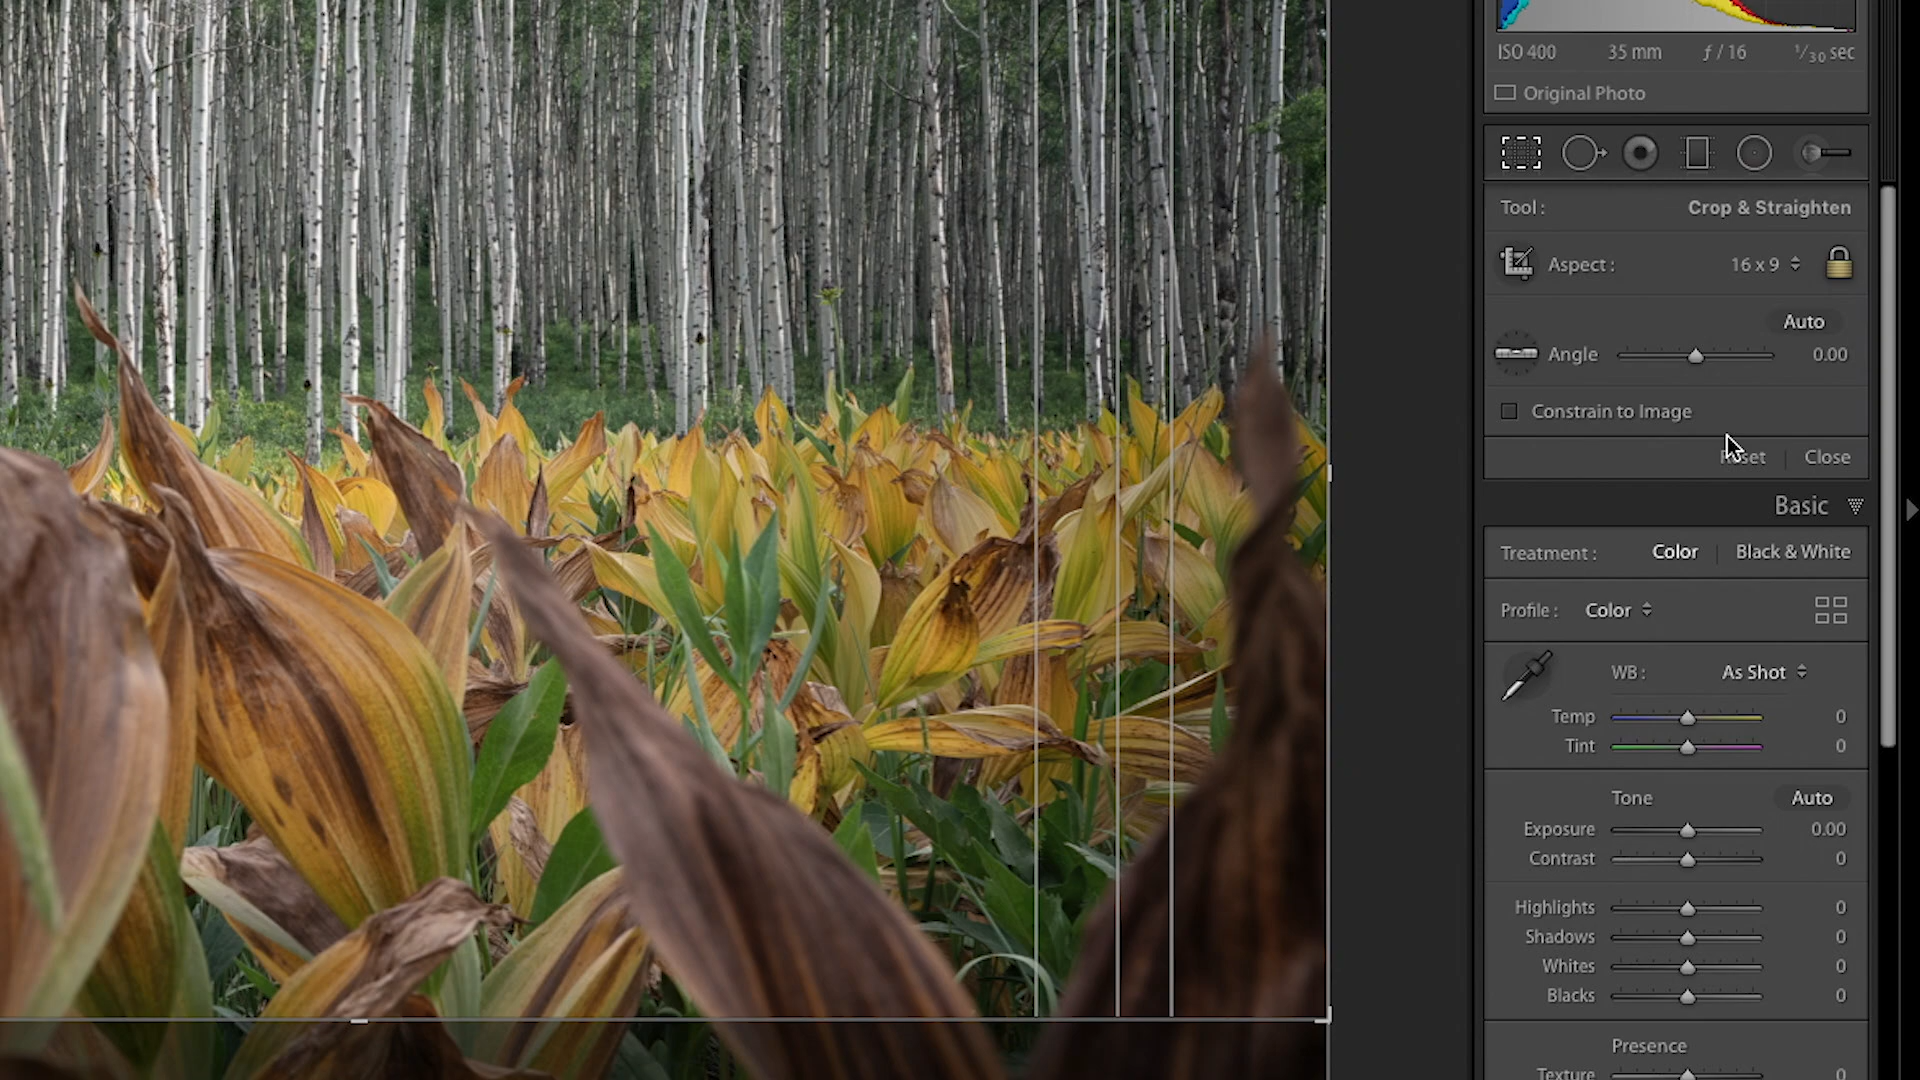 ISO 400 35 mm ƒ / 16 1/30 sec
Original Photo
Tool : Crop & Straighten
Aspect : 16 x 9
Auto
Angle 0.00
Constrain to Image
Reset Close
Basic
Treatment : Color Black & White
Profile : Color
WB : As Shot
Temp 0
Tint 0
Tone Auto
Exposure 0.00
Contrast 0
Highlights 0
Shadows 0
Whites 0
Blacks 0
Presence
Texture 0